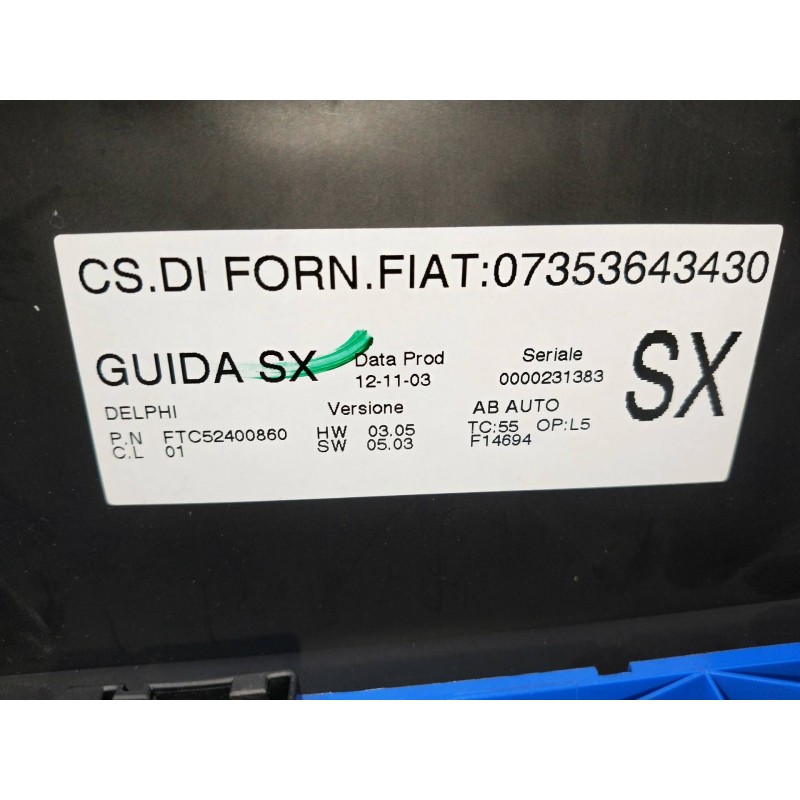 CS.DI FORN.FIAT:07353643430
GUIDA SX
Data Prod
12-11-03
Seriale
0000231383
SX
DELPHI
P.N FTC52400860
C.L 01
Versione
HW 03.05
SW 05.03
AB AUTO
TC:55 OP:L5
F14694